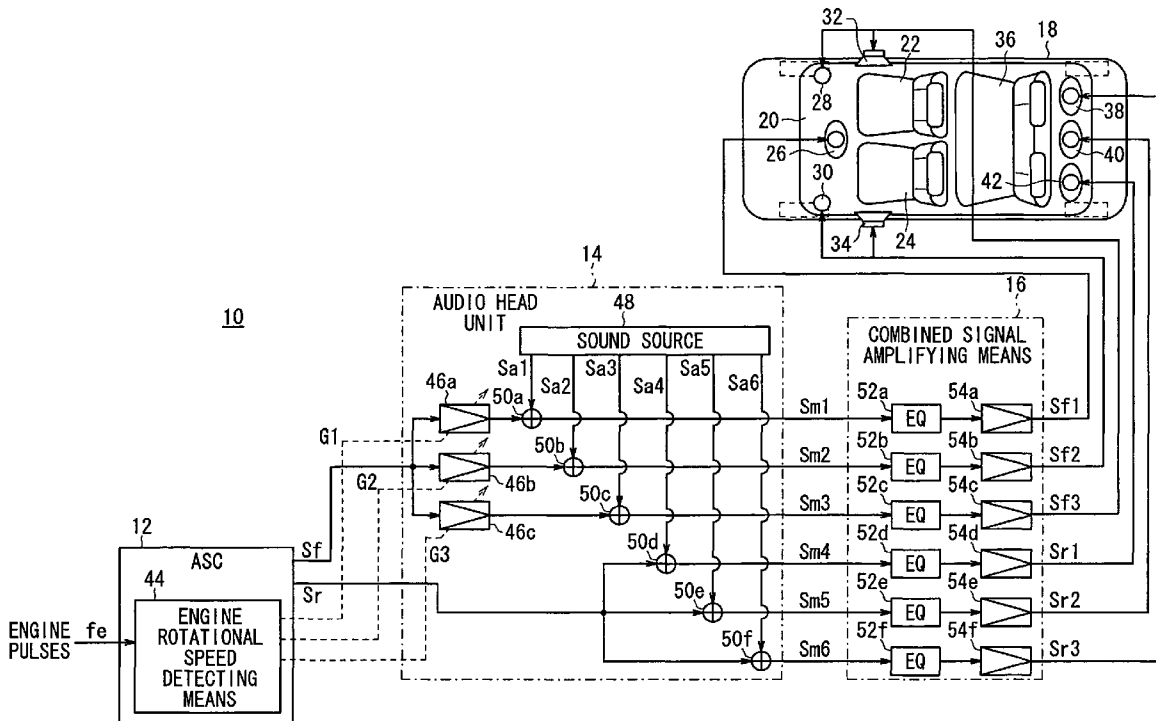 32
22
36
18
28
20
26
38
40
42
30
34
24
14
10
AUDIO HEAD
UNIT
48
SOUND SOURCE
16
COMBINED SIGNAL
AMPLIFYING MEANS
Sa1
Sa2
Sa3
Sa4
Sa5
Sa6
46a
50a
Sm1
52a
EQ
54a
Sf1
G1
50b
Sm2
52b
EQ
54b
Sf2
G2
46b
50c
Sm3
52c
EQ
54c
Sf3
46c
G3
12
ASC
Sf
50d
Sm4
52d
EQ
54d
Sr1
Sr
44
50e
Sm5
52e
EQ
54e
Sr2
ENGINE
PULSES
fe
ENGINE
ROTATIONAL
SPEED
DETECTING
MEANS
50f
Sm6
52f
EQ
54f
Sr3